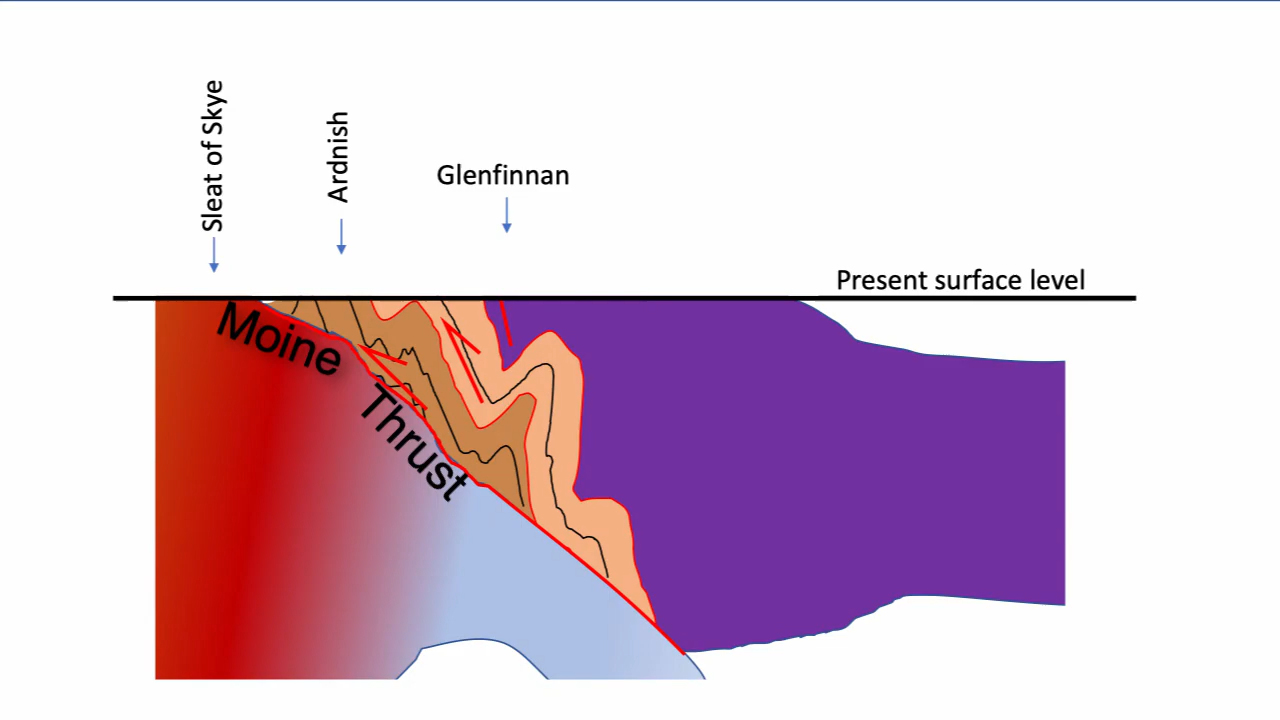 Sleat of Skye
Ardnish
Glenfinnan
Present surface level
Moine
Thrust